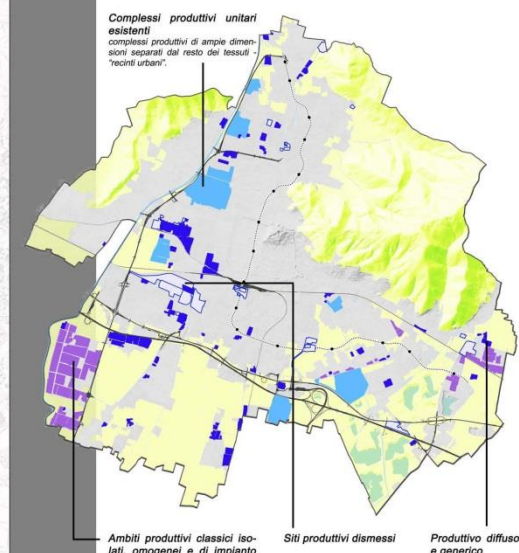 Complessi produttivi unitari
esistenti
complessi produttivi di ampie dimen-
sioni separati dal resto dei tessuti -
"recinti urbani".
Ambiti produttivi classici iso-
lati, omogenei e di impianto
Siti produttivi dismessi
Produttivo diffuso
e generico